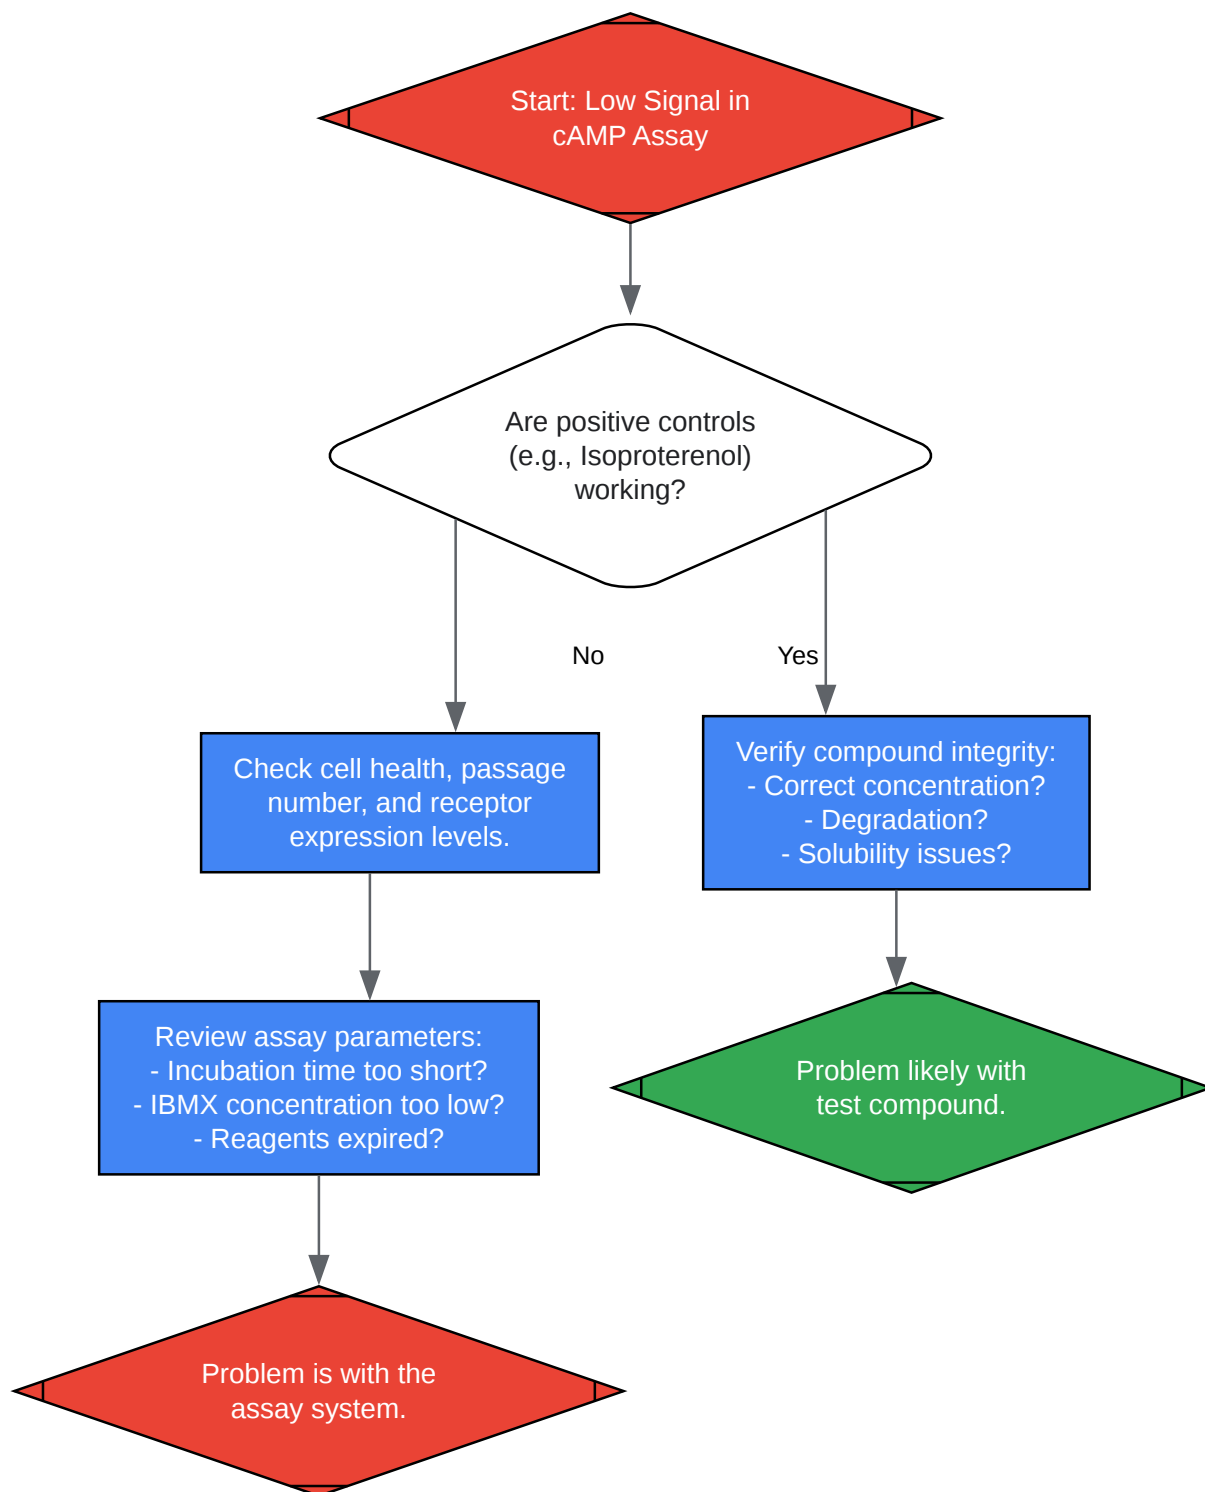 Start: Low Signal in
cAMP Assay
Are positive controls
(e.g., Isoproterenol)
working?
No
Yes
Check cell health, passage
number, and receptor
expression levels.
Verify compound integrity:
- Correct concentration?
- Degradation?
- Solubility issues?
Review assay parameters:
- Incubation time too short?
- IBMX concentration too low?
- Reagents expired?
Problem likely with
test compound.
Problem is with the
assay system.